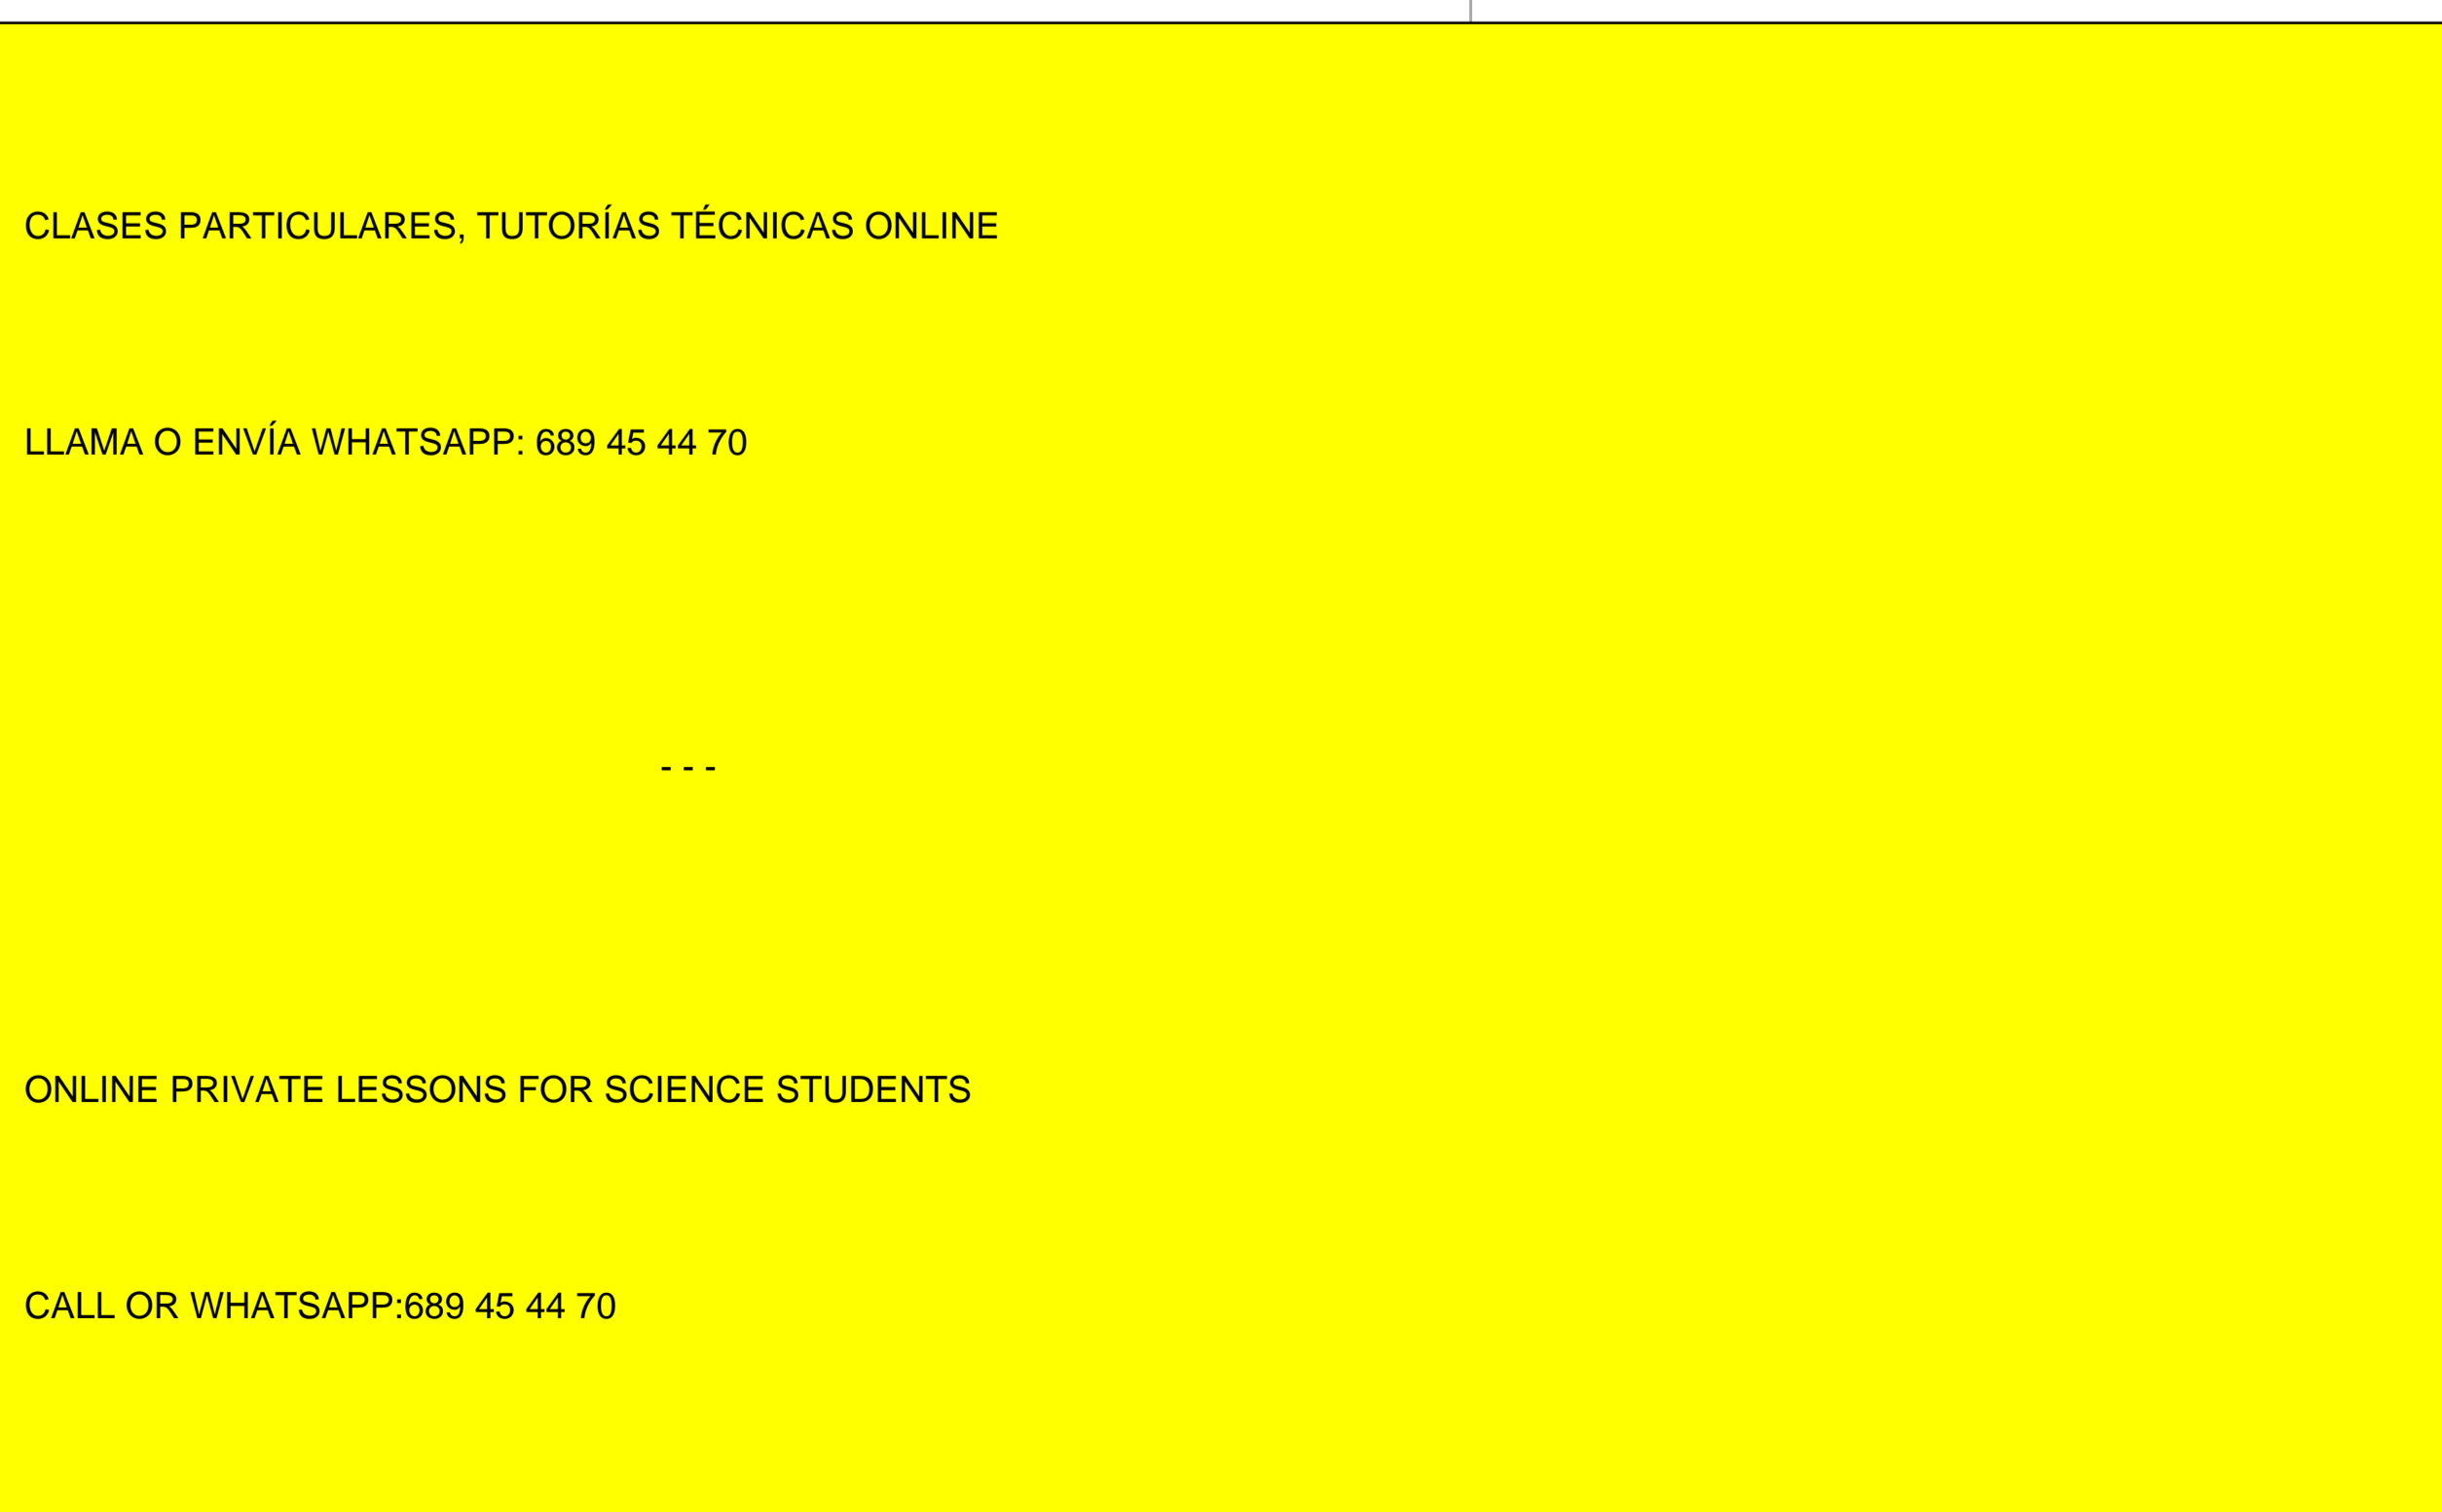 CLASES PARTICULARES, TUTORÍAS TÉCNICAS ONLINE
LLAMA O ENVÍA WHATSAPP: 689 45 44 70
- - -
ONLINE PRIVATE LESSONS FOR SCIENCE STUDENTS
CALL OR WHATSAPP:689 45 44 70